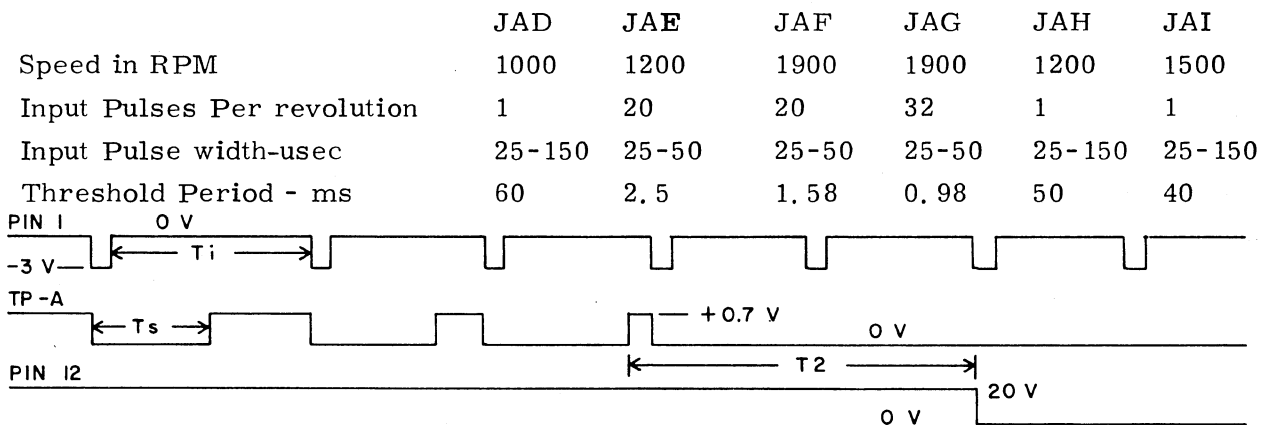 JAD JAE JAF JAG JAH JAI
Speed in RPM 1000 1200 1900 1900 1200 1500
Input Pulses Per revolution 1 20 20 32 1 1
Input Pulse width-usec 25-150 25-50 25-50 25-50 25-150 25-150
Threshold Period - ms 60 2.5 1.58 0.98 50 40
PIN I 0 V
Ti
-3 V
TP-A
Ts
+0.7 V
0 V
T2
PIN 12
20 V
0 V